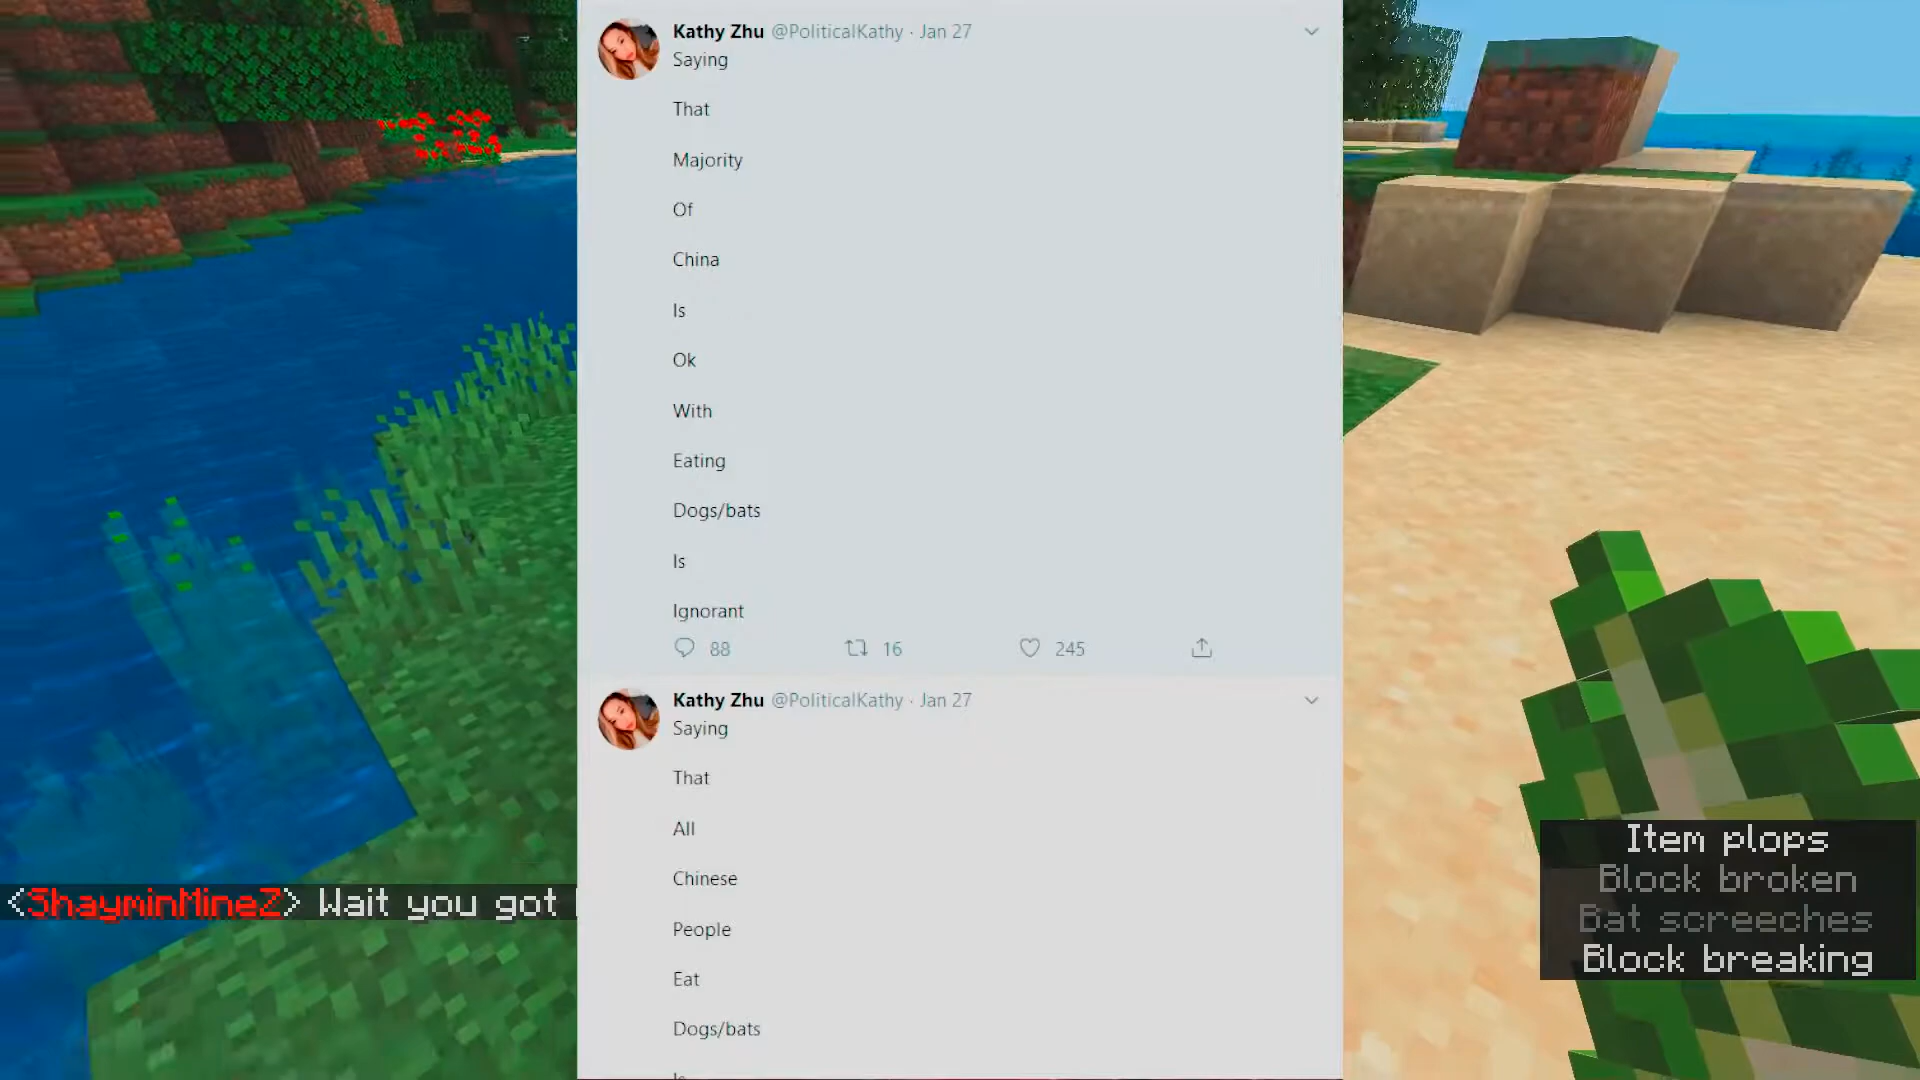 Kathy Zhu @PoliticalKathy · Jan 27
Saying
That
Majority
Of
China
Is
Ok
With
Eating
Dogs/bats
Is
Ignorant
88 16 245
Kathy Zhu @PoliticalKathy · Jan 27
Saying
That
All
Chinese
People
Eat
Dogs/bats
Is
<ShayminMineZ> Wait you got
Item plops
Block broken
Bat screeches
Block breaking